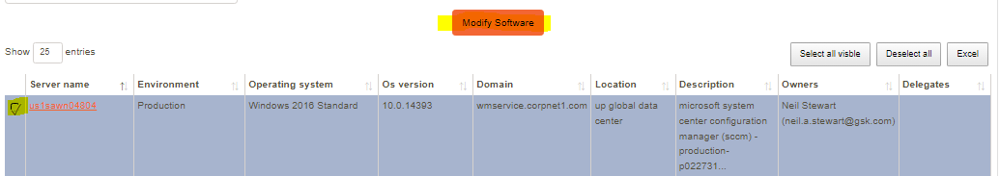 Modify Software
Show 25 entries
Select all visble Deselect all Excel
Server name Environment Operating system Os version Domain Location Description Owners Delegates
us1sawn04804 Production Windows 2016 Standard 10.0.14393 wmservice.corpnet1.com up global data microsoft system Neil Stewart
center center configuration (neil.a.stewart@gsk.com)
manager (sccm) -
production-
p022731...